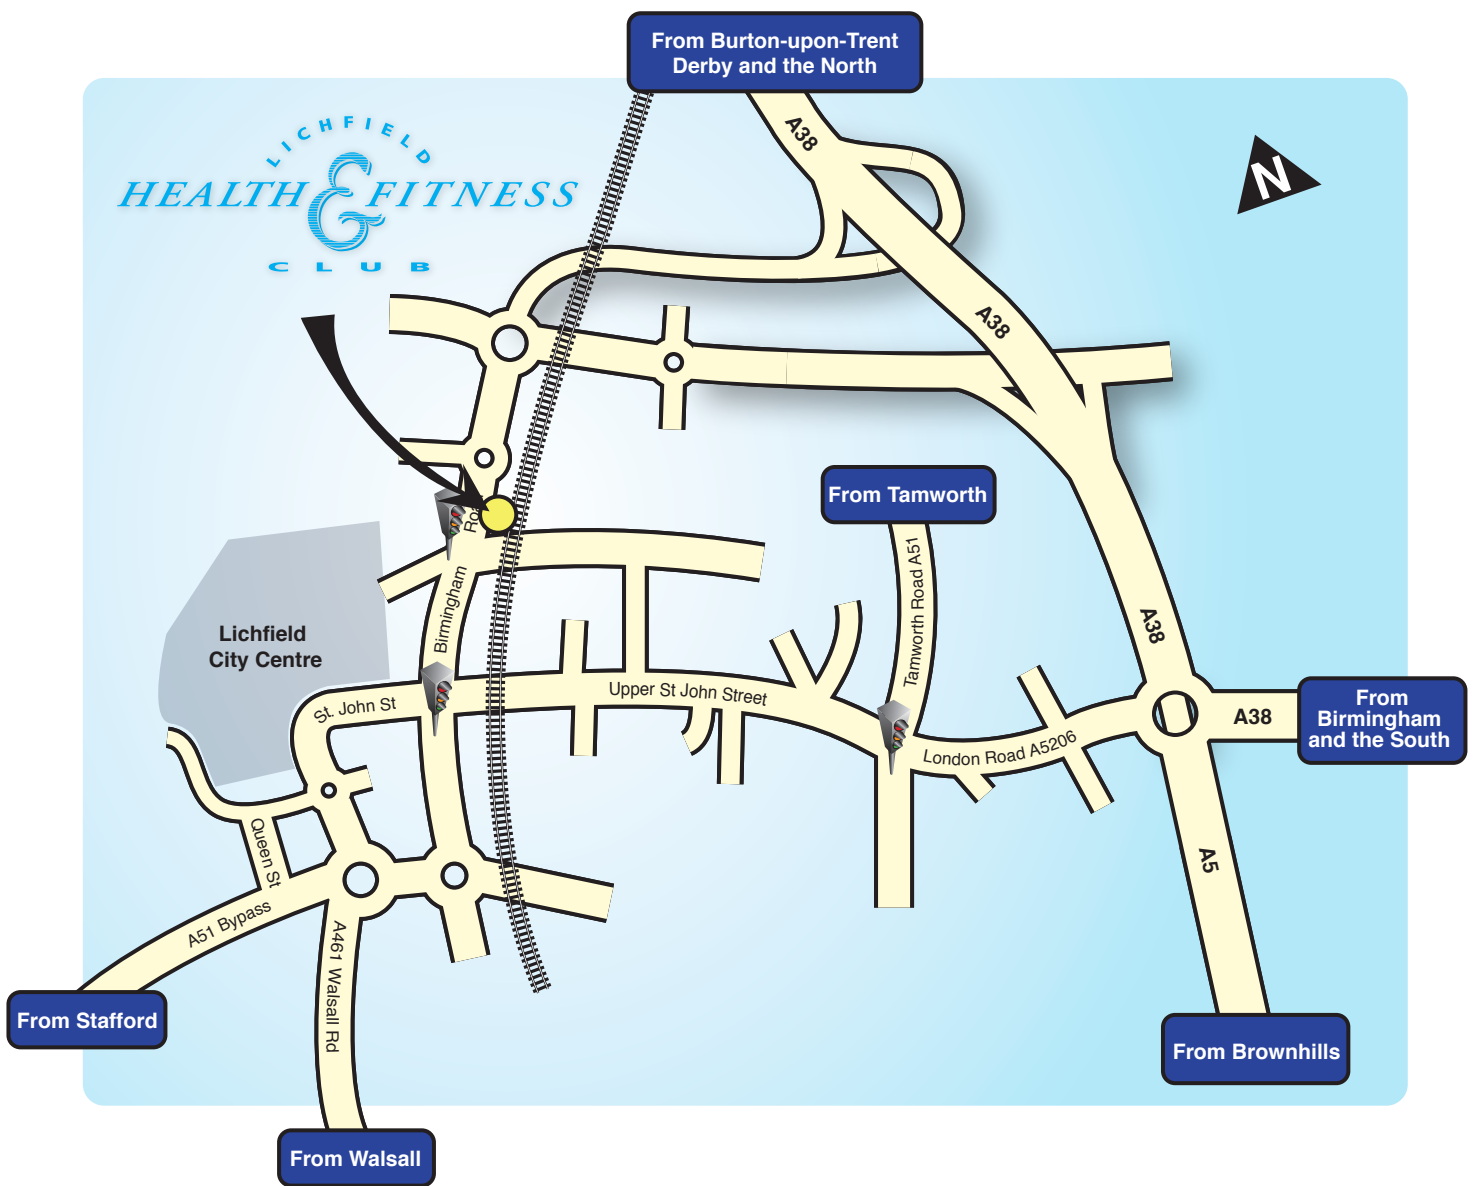 From Burton-upon-Trent
Derby and the North
A38
N
LICHFIELD
HEALTH & FITNESS
CLUB
A38
From Tamworth
Road
Birmingham
Tamworth Road A51
A38
Lichfield
City Centre
St. John St
Upper St John Street
London Road A5206
A38
From
Birmingham
and the South
Queen St
A5
A51 Bypass
A461 Walsall Rd
From Stafford
From Brownhills
From Walsall